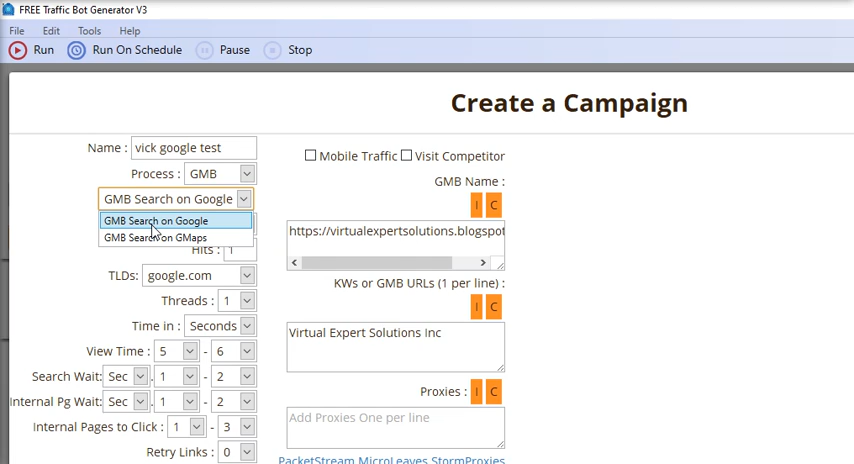 FREE Traffic Bot Generator V3
File Edit Tools Help
Run Run On Schedule Pause Stop
Create a Campaign
Name : vick google test
Mobile Traffic Visit Competitor
Process : GMB
GMB Name :
GMB Search on Google
I C
GMB Search on Google
https://virtualexpertsolutions.blogspot
GMB Search on GMaps
Hits : 1
TLDs: google.com
KWs or GMB URLs (1 per line) :
I C
Threads : 1
Time in : Seconds
Virtual Expert Solutions Inc
View Time : 5 - 6
Search Wait: Sec . 1 - 2
Proxies : I C
Internal Pg Wait: Sec . 1 - 2
Add Proxies One per line
Internal Pages to Click : 1 - 3
Retry Links : 0
PacketStream MicroLeaves StormProxies